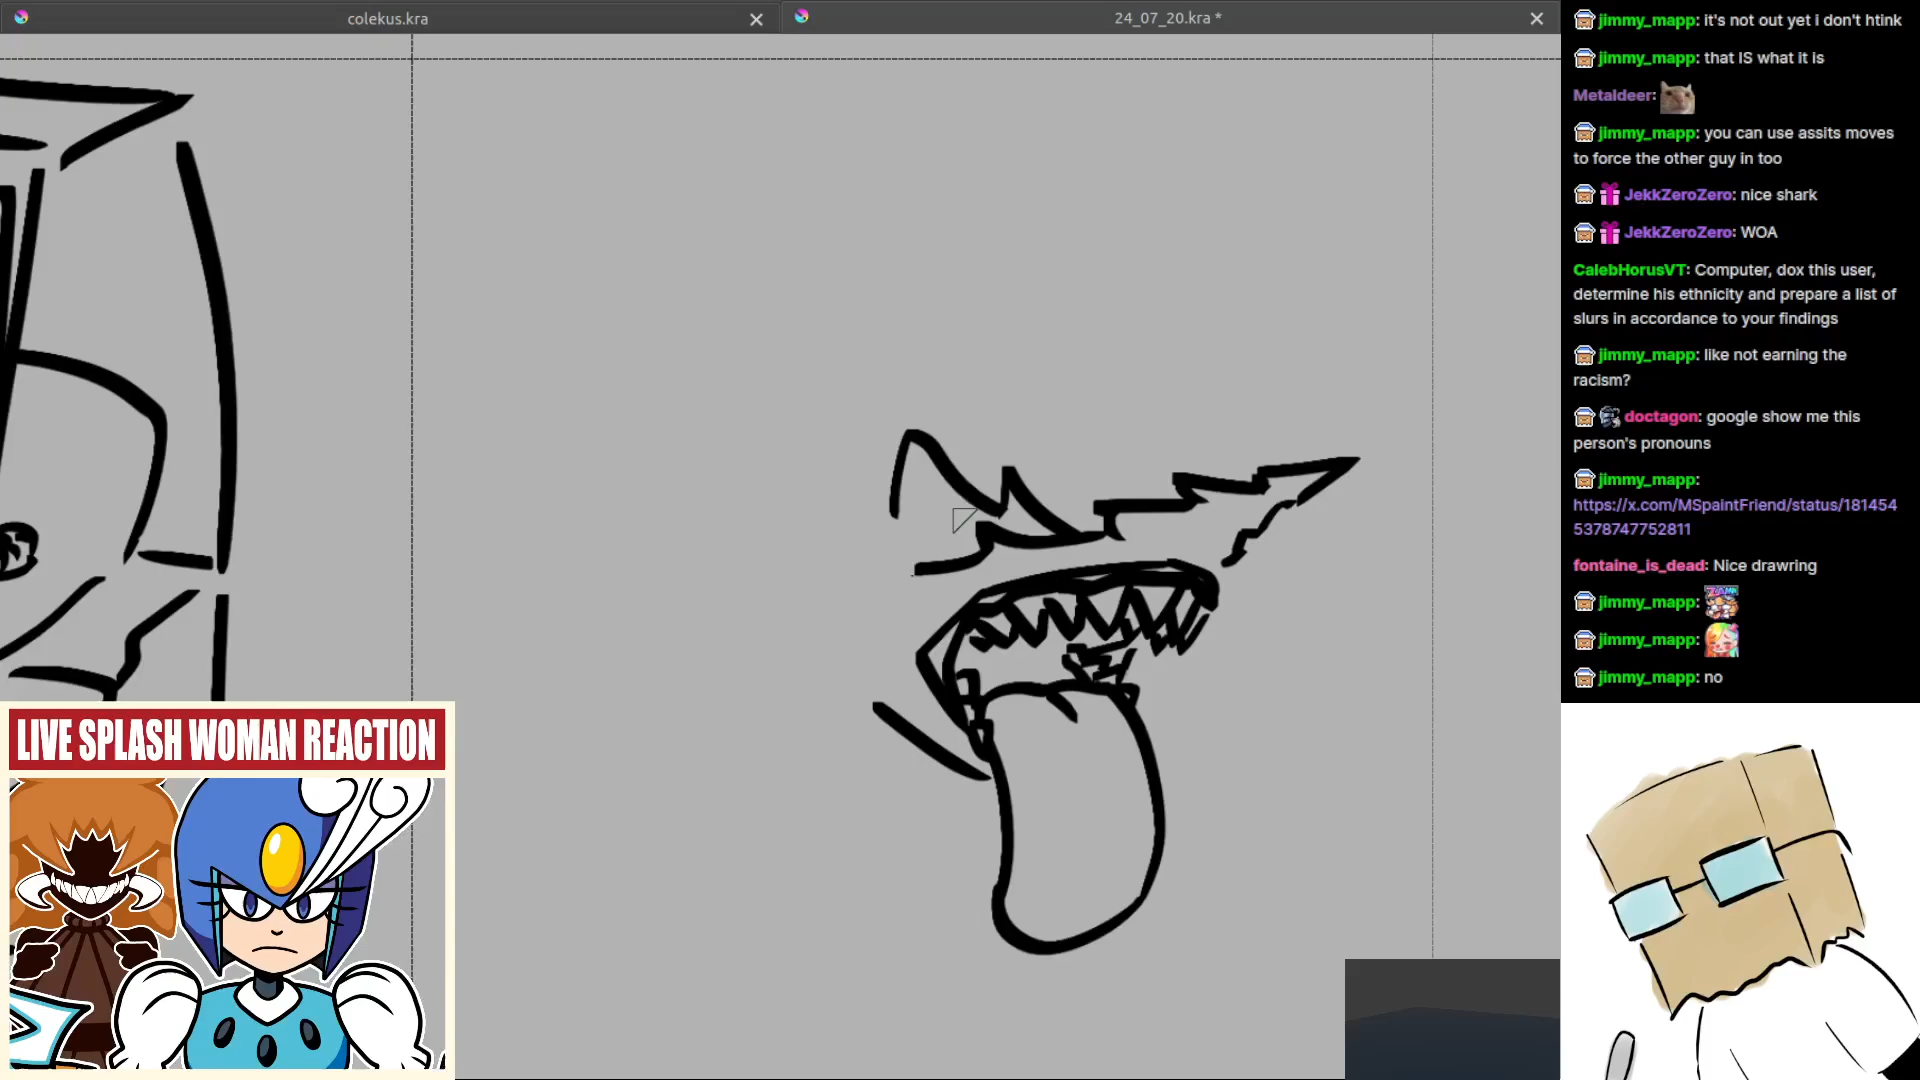 colekus.kra
24_07_20.kra *
jimmy_mapp: it's not out yet i don't htink
jimmy_mapp: that IS what it is
Metaldeer:
jimmy_mapp: you can use assits moves
to force the other guy in too
JekkZeroZero: nice shark
JekkZeroZero: WOA
CalebHorusVT: Computer, dox this user,
determine his ethnicity and prepare a list of
slurs in accordance to your findings
jimmy_mapp: like not earning the
racism?
doctagon: google show me this
person's pronouns
jimmy_mapp:
https://x.com/MSpaintFriend/status/181454
5378747752811
fontaine_is_dead: Nice drawring
jimmy_mapp:
jimmy_mapp:
jimmy_mapp: no
LIVE SPLASH WOMAN REACTION